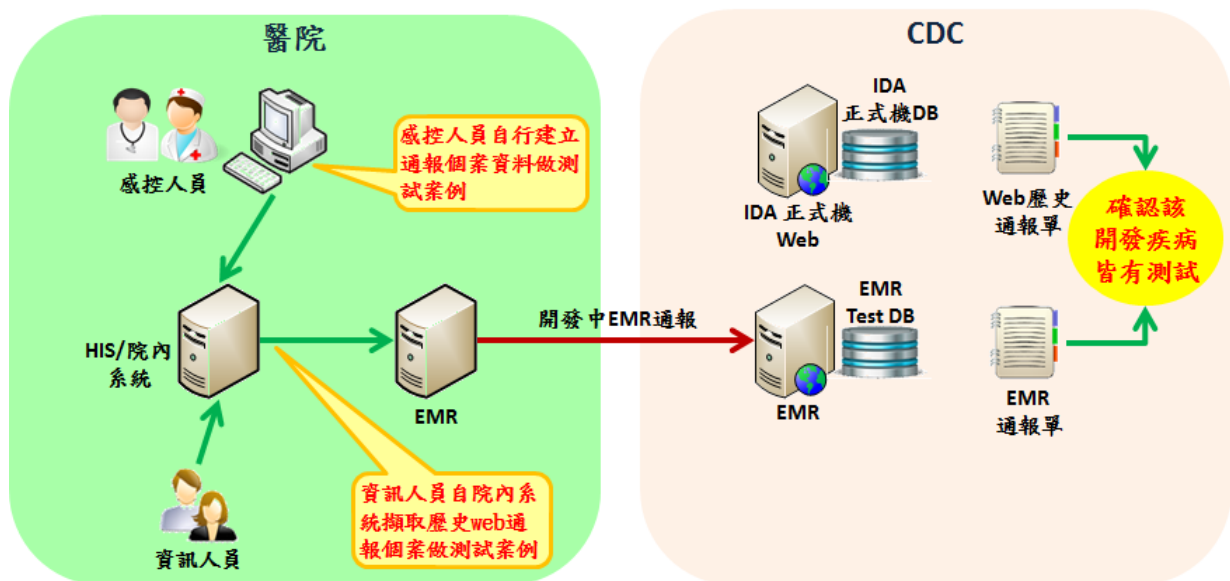 醫院
感控人員
感控人員自行建立
通報個案資料做測
試案例
HIS/院內
系統
EMR
資訊人員
資訊人員自院內系
統擷取歷史web通
報個案做測試案例
開發中EMR通報
CDC
IDA
正式機DB
IDA 正式機
Web
Web歷史
通報單
確認該
開發疾病
皆有測試
EMR
Test DB
EMR
EMR
通報單